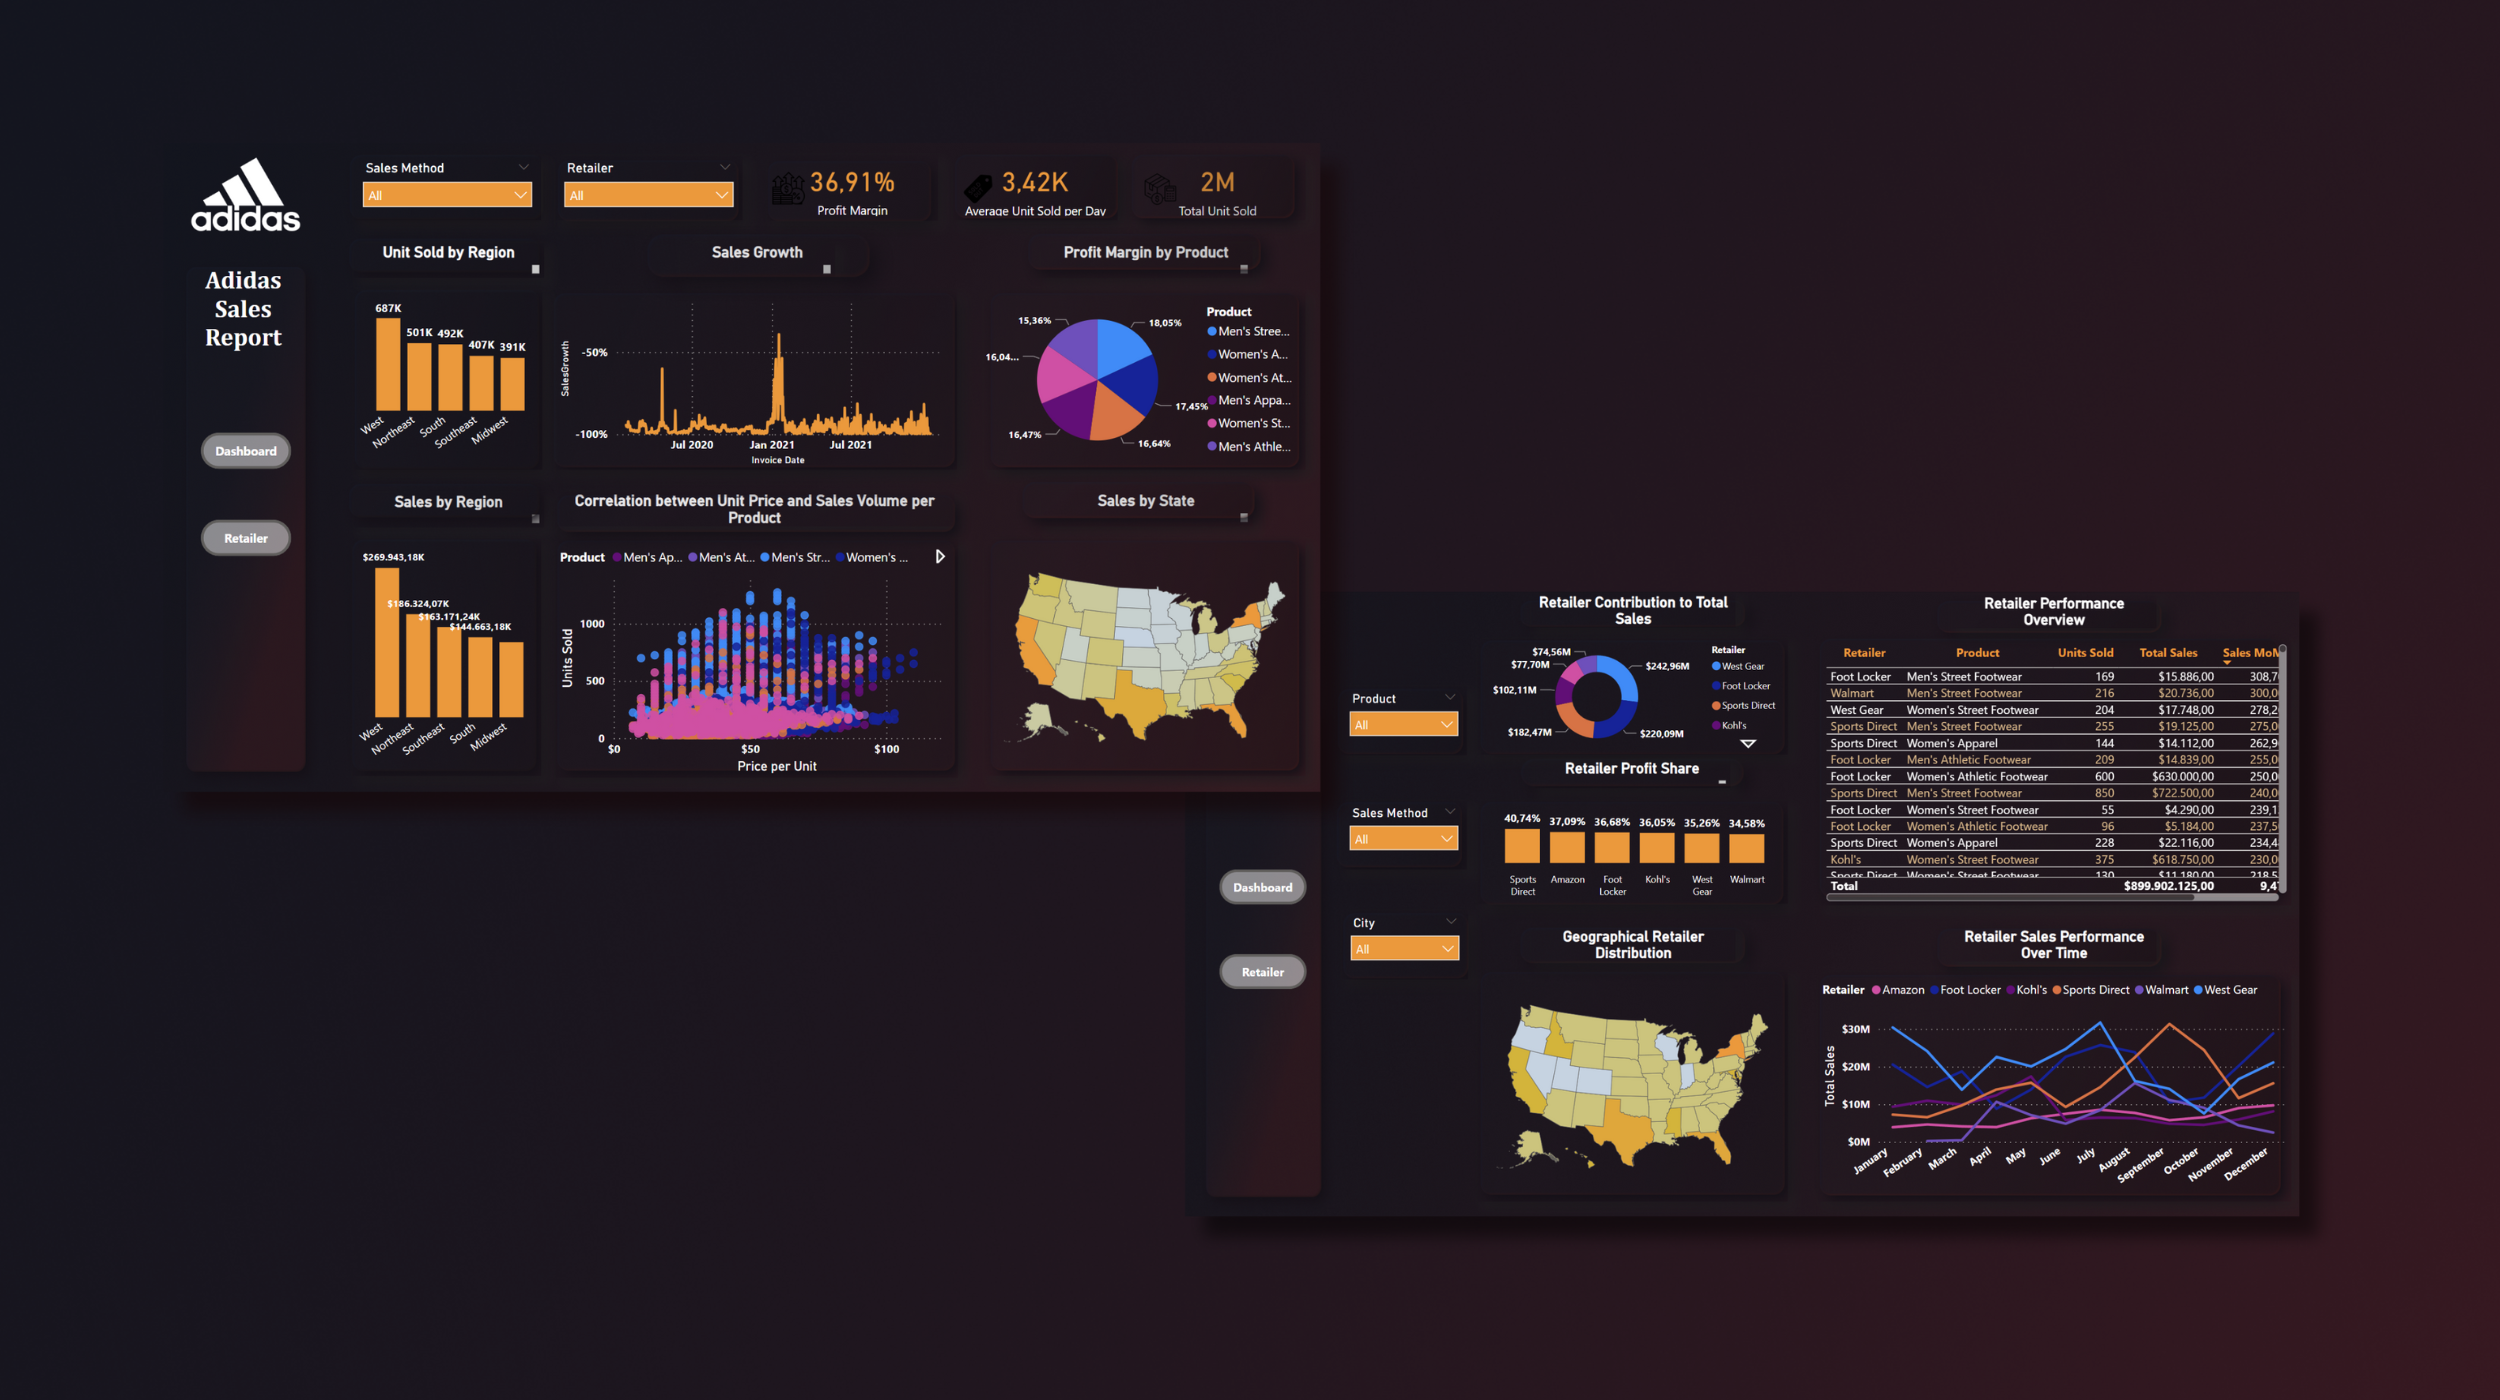 adidas
Adidas
Sales
Report
Dashboard
Retailer
Sales Method
All
Retailer
All
36,91%
Profit Margin
3,42K
Average Unit Sold per Day
2M
Total Unit Sold
Unit Sold by Region
687K
501K
492K
407K
391K
West
Northeast
South
Southeast
Midwest
Sales Growth
SalesGrowth
-50%
-100%
Jul 2020
Jan 2021
Jul 2021
Invoice Date
Profit Margin by Product
15,36%
18,05%
16,04...
17,45%
16,47%
16,64%
Product
Men's Stree...
Women's A...
Women's At...
Men's Appa...
Women's St...
Men's Athle...
Sales by Region
$269.943,18K
$186.324,07K
$163.171,24K
$144.663,18K
West
Northeast
Southeast
South
Midwest
Correlation between Unit Price and Sales Volume per
Product
Product Men's Ap... Men's At... Men's Str... Women's ...
Units Sold
1000
500
0
$0
$50
$100
Price per Unit
Sales by State
Dashboard
Retailer
Product
All
Sales Method
All
City
All
Retailer Contribution to Total
Sales
$74,56M
$77,70M
$102,11M
$182,47M
$242,96M
$220,09M
Retailer
West Gear
Foot Locker
Sports Direct
Kohl's
Retailer Profit Share
40,74% 37,09% 36,68% 36,05% 35,26% 34,58%
Sports
Direct
Amazon
Foot
Locker
Kohl's
West
Gear
Walmart
Geographical Retailer
Distribution
Retailer Performance
Overview
Retailer Product Units Sold Total Sales Sales MoM
Foot Locker Men's Street Footwear 169 $15.886,00 308,7
Walmart Men's Street Footwear 216 $20.736,00 300,0
West Gear Women's Street Footwear 204 $17.748,00 278,2
Sports Direct Men's Street Footwear 255 $19.125,00 275,0
Sports Direct Women's Apparel 144 $14.112,00 262,9
Foot Locker Men's Athletic Footwear 209 $14.839,00 255,0
Foot Locker Women's Athletic Footwear 600 $630.000,00 250,0
Sports Direct Men's Street Footwear 850 $722.500,00 240,0
Foot Locker Women's Street Footwear 55 $4.290,00 239,1
Foot Locker Women's Athletic Footwear 96 $5.184,00 237,5
Sports Direct Women's Apparel 228 $22.116,00 234,4
Kohl's Women's Street Footwear 375 $618.750,00 230,0
Sports Direct Women's Street Footwear 130 $11.180,00 218,5
Total $899.902.125,00 9,4
Retailer Sales Performance
Over Time
Retailer Amazon Foot Locker Kohl's Sports Direct Walmart West Gear
Total Sales
$30M
$20M
$10M
$0M
January
February
March
April
May
June
July
August
September
October
November
December